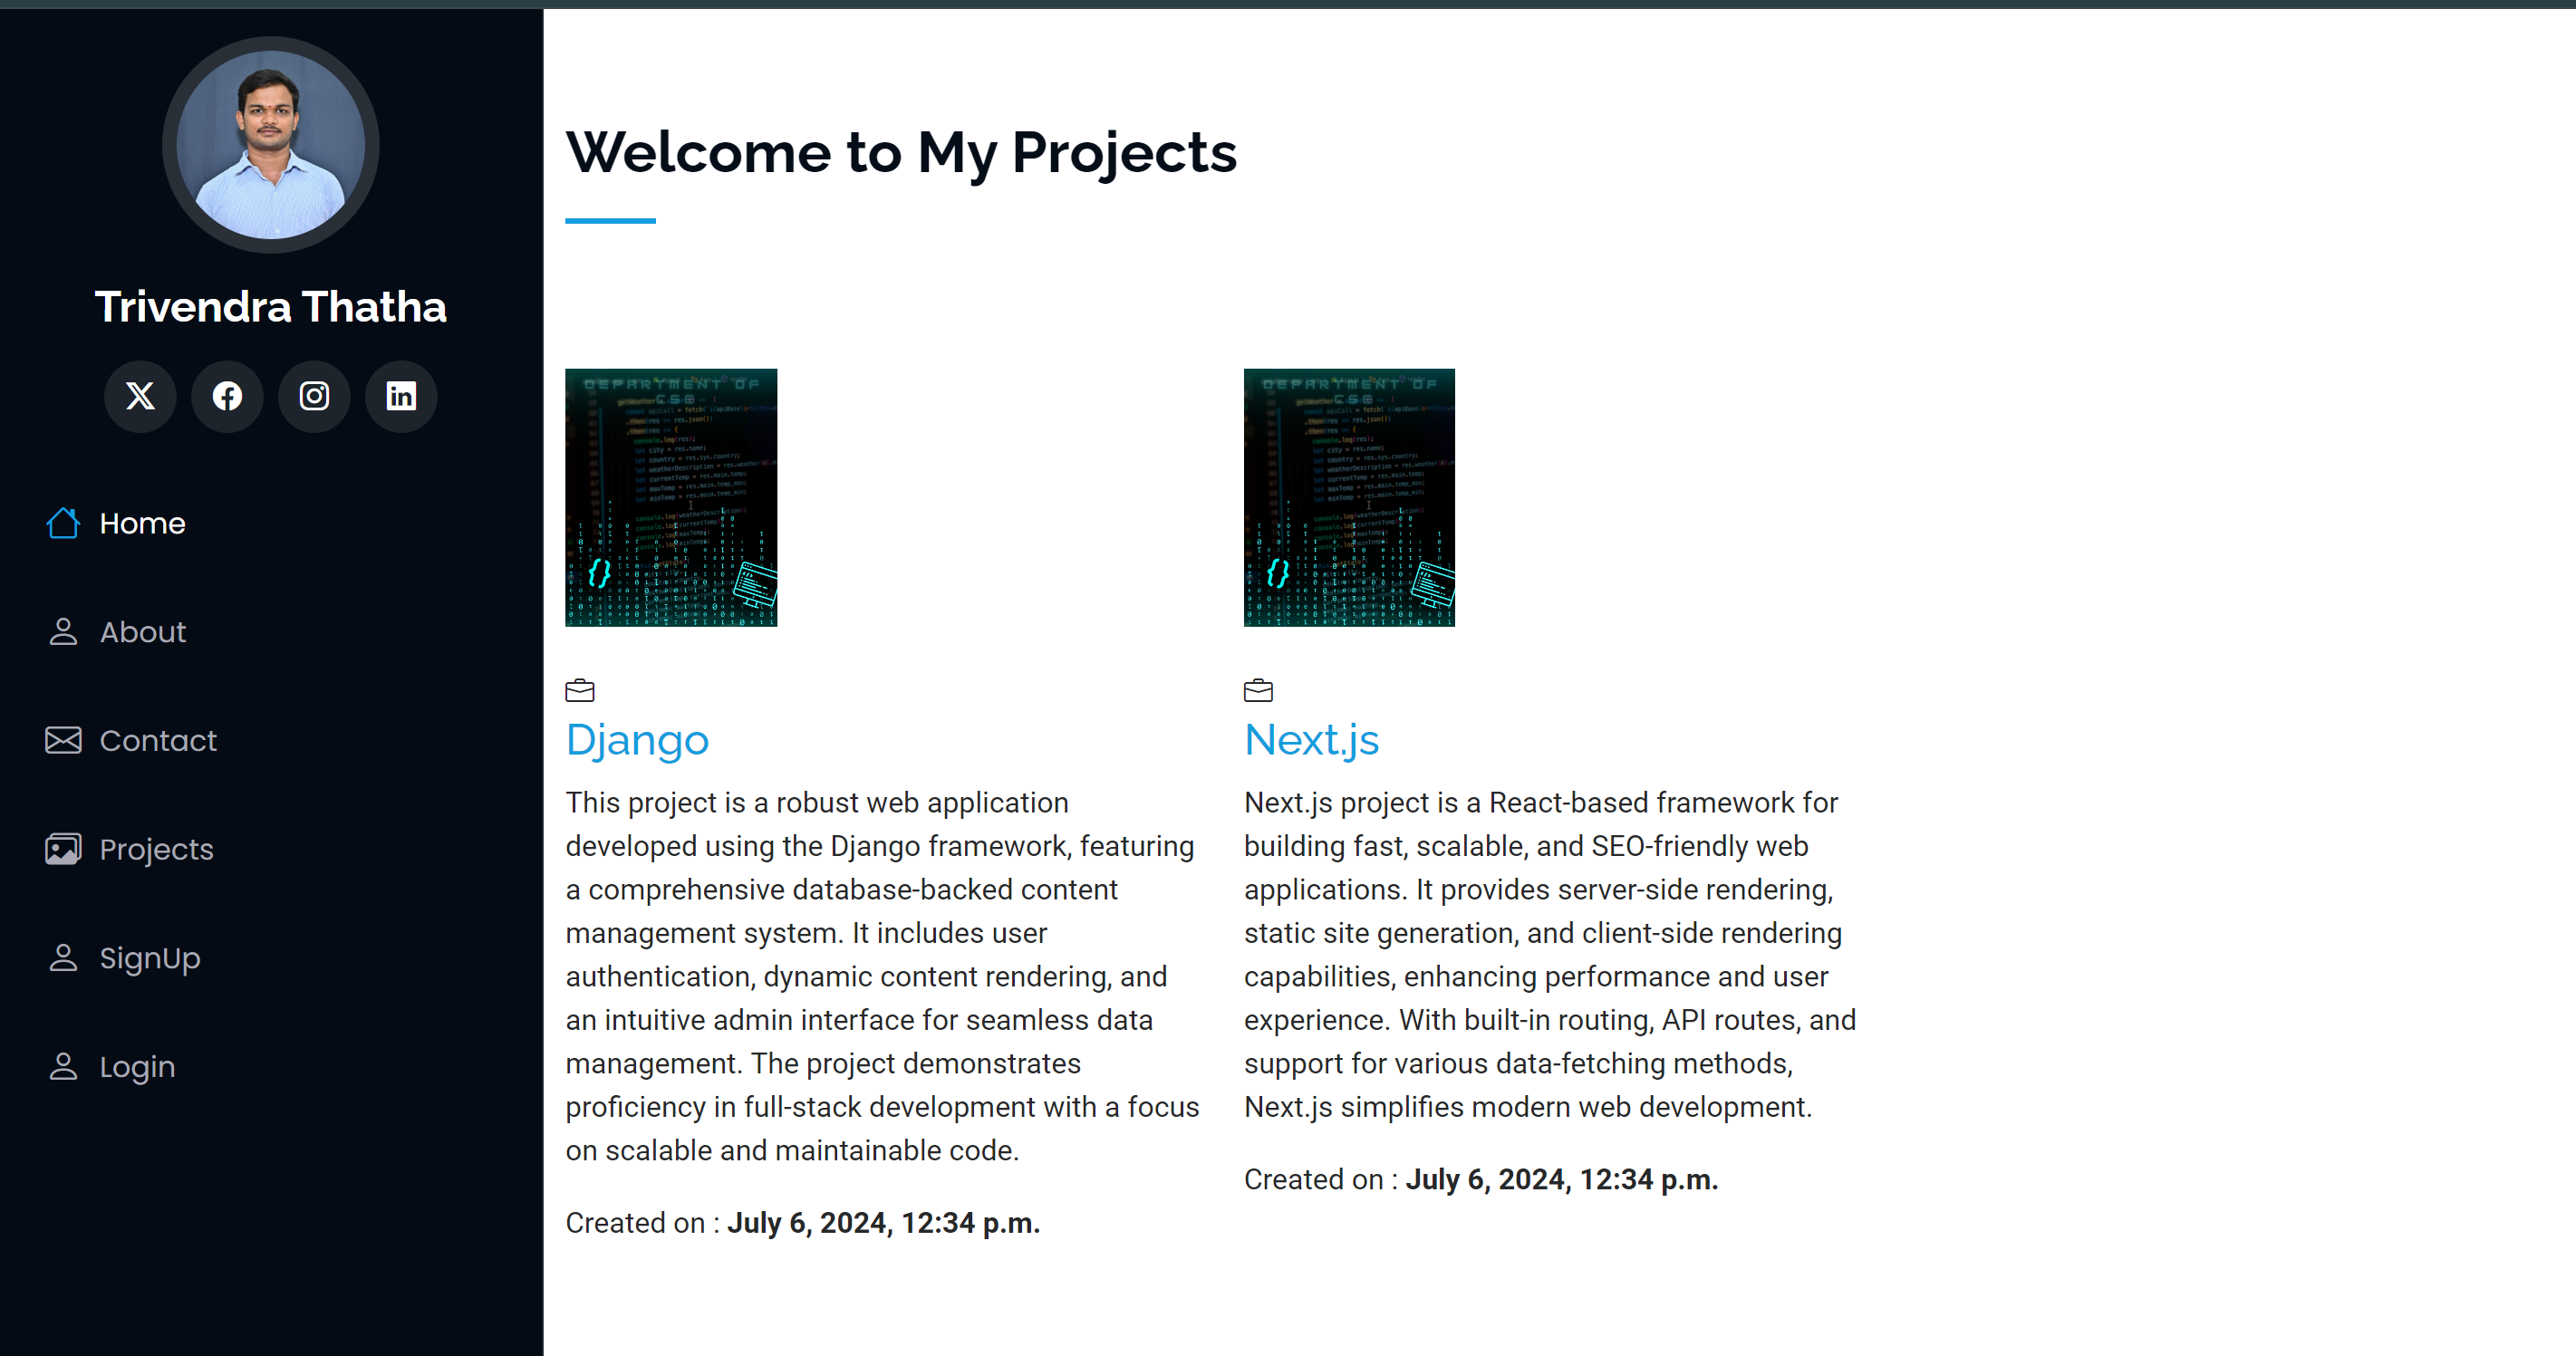 Trivendra Thatha
Home
About
Contact
Projects
SignUp
Login
Welcome to My Projects
DEPARTMENT OF
CSE
Django
This project is a robust web application
developed using the Django framework, featuring
a comprehensive database-backed content
management system. It includes user
authentication, dynamic content rendering, and
an intuitive admin interface for seamless data
management. The project demonstrates
proficiency in full-stack development with a focus
on scalable and maintainable code.
Created on : July 6, 2024, 12:34 p.m.
DEPARTMENT OF
CSE
Next.js
Next.js project is a React-based framework for
building fast, scalable, and SEO-friendly web
applications. It provides server-side rendering,
static site generation, and client-side rendering
capabilities, enhancing performance and user
experience. With built-in routing, API routes, and
support for various data-fetching methods,
Next.js simplifies modern web development.
Created on : July 6, 2024, 12:34 p.m.